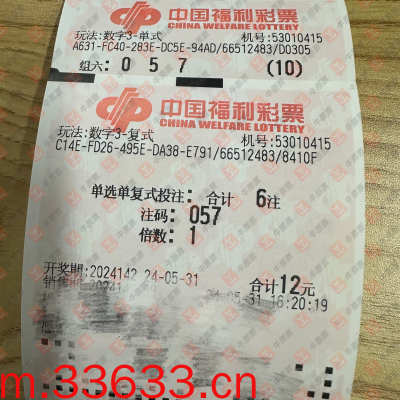 中国福利彩票
CHINA WELFARE LOTTERY
玩法:数字3-单式 机号:53010415
A631-FC40-283E-DC5E-94AD/66512483/D0305
组六: 0 5 7 (10)
中国福利彩票
CHINA WELFARE LOTTERY
玩法:数字3-复式 机号:53010415
C14E-FD26-495E-DA38-E791/66512483/8410F
单选单复式投注: 合计 6注
注码: 057
倍数: 1
开奖期:2024142 24-05-31 合计12元
销售期:20241 24-05-31 16:20:19
m.33633.cn